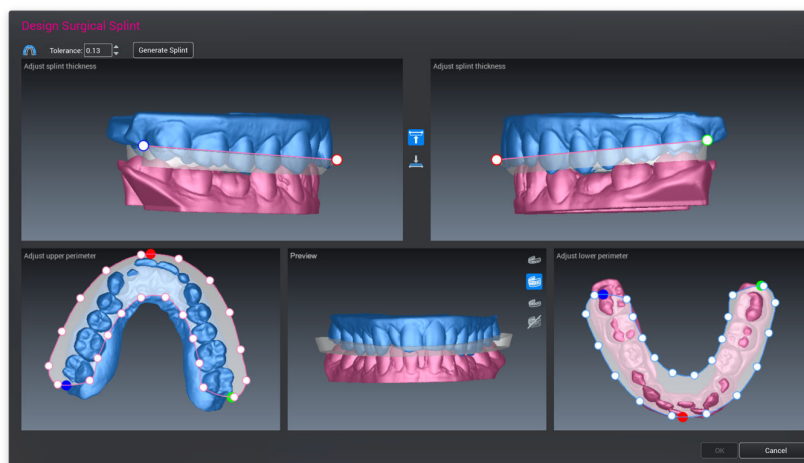 Design Surgical Splint
Tolerance: 0.13 Generate Splint
Adjust splint thickness
Adjust splint thickness
Adjust upper perimeter
Preview
Adjust lower perimeter
OK Cancel